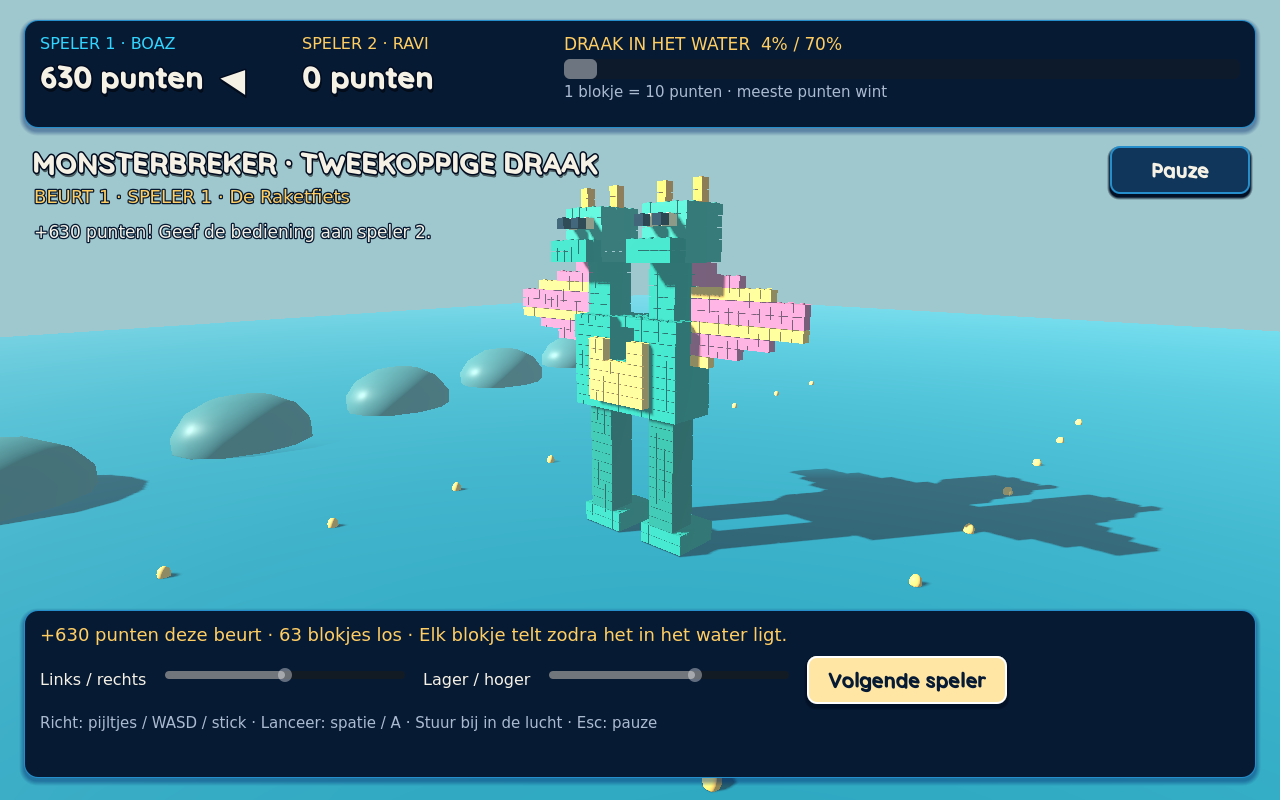 SPELER 1 · BOAZ
630 punten
SPELER 2 · RAVI
0 punten
DRAAK IN HET WATER 4% / 70%
1 blokje = 10 punten · meeste punten wint
MONSTERBREKER · TWEEKOPPIGE DRAAK
BEURT 1 · SPELER 1 · De Raketfiets
+630 punten! Geef de bediening aan speler 2.
Pauze
+630 punten deze beurt · 63 blokjes los · Elk blokje telt zodra het in het water ligt.
Links / rechts
Lager / hoger
Volgende speler
Richt: pijltjes / WASD / stick · Lanceer: spatie / A · Stuur bij in de lucht · Esc: pauze